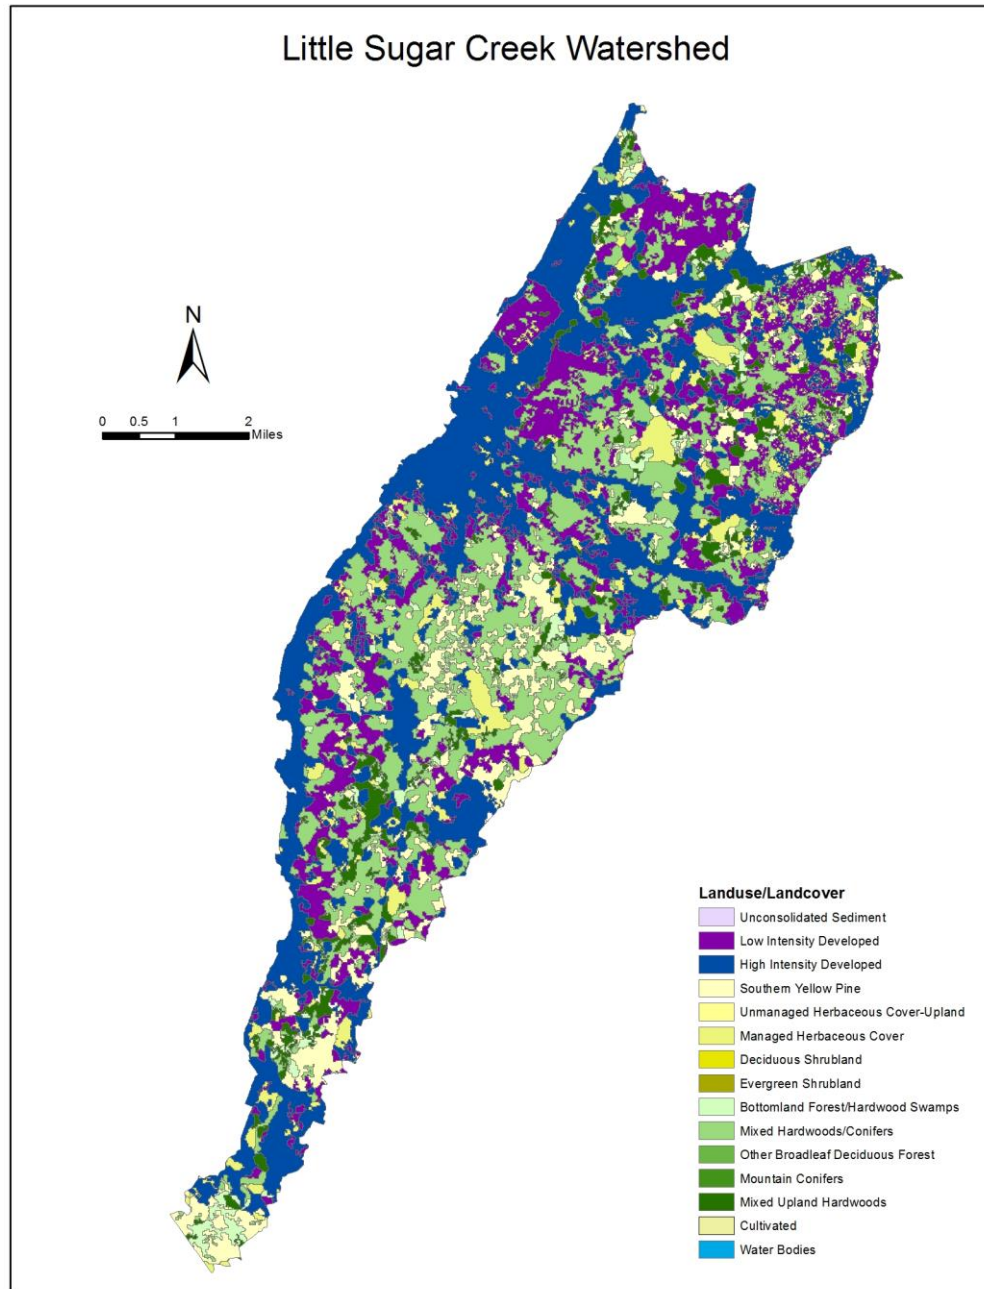 Little Sugar Creek Watershed
N
0 0.5 1 2
Miles
Landuse/Landcover
Unconsolidated Sediment
Low Intensity Developed
High Intensity Developed
Southern Yellow Pine
Unmanaged Herbaceous Cover-Upland
Managed Herbaceous Cover
Deciduous Shrubland
Evergreen Shrubland
Bottomland Forest/Hardwood Swamps
Mixed Hardwoods/Conifers
Other Broadleaf Deciduous Forest
Mountain Conifers
Mixed Upland Hardwoods
Cultivated
Water Bodies